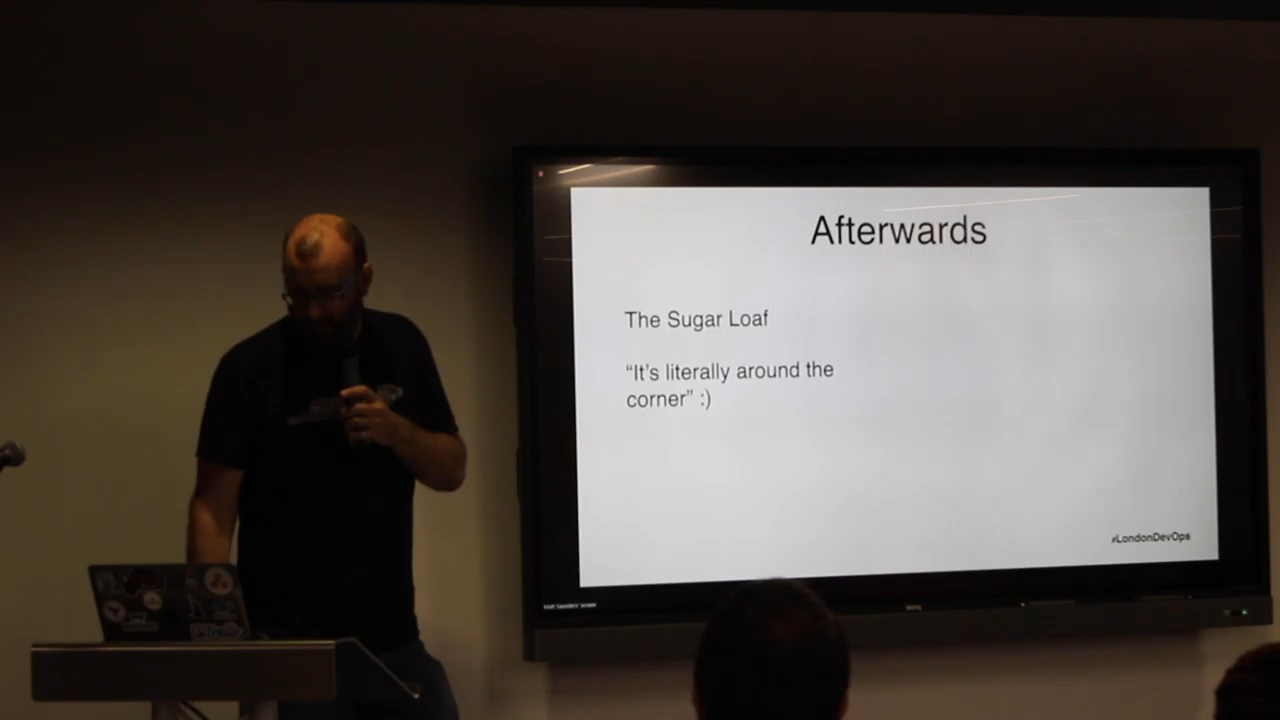 Afterwards
The Sugar Loaf
“It’s literally around the
corner” :)
#LondonDevOps